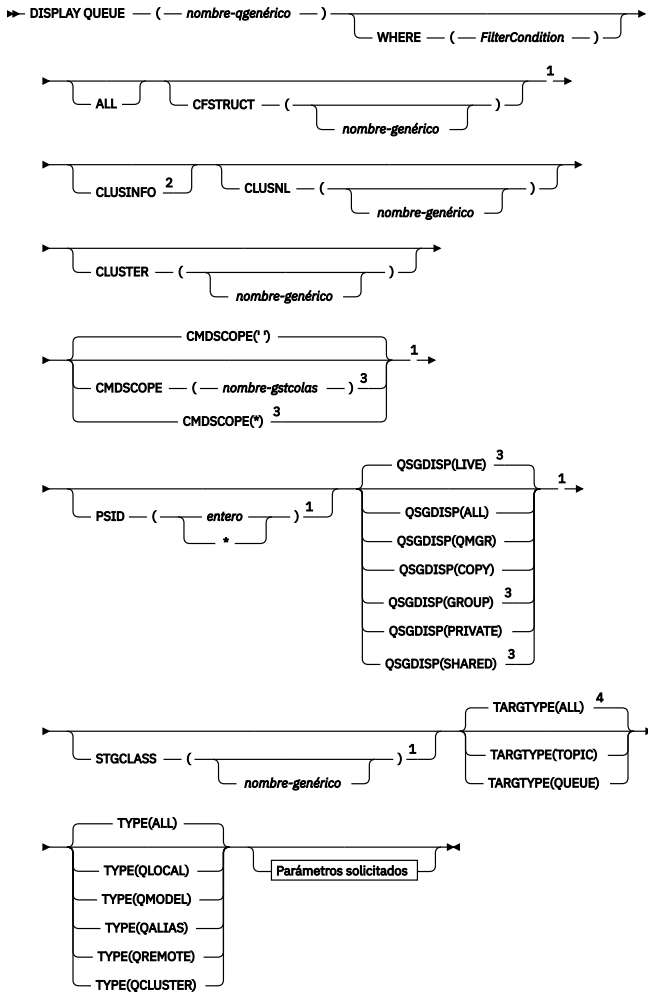 DISPLAY QUEUE ( nombre-qgenérico )
WHERE ( FilterCondition )
ALL CFSTRUCT ( nombre-genérico ) 1
CLUSINFO 2 CLUSNL ( nombre-genérico )
CLUSTER ( nombre-genérico )
CMDSCOPE(' ')
CMDSCOPE ( nombre-gstcolas ) 3 1
CMDSCOPE(*) 3
PSID ( entero ) 1
*
QSGDISP(LIVE) 3 1
QSGDISP(ALL)
QSGDISP(QMGR)
QSGDISP(COPY)
QSGDISP(GROUP) 3
QSGDISP(PRIVATE)
QSGDISP(SHARED) 3
STGCLASS ( nombre-genérico ) 1
TARGTYPE(ALL) 4
TARGTYPE(TOPIC)
TARGTYPE(QUEUE)
TYPE(ALL)
TYPE(QLOCAL)
TYPE(QMODEL)
TYPE(QALIAS)
TYPE(QREMOTE)
TYPE(QCLUSTER)
Parámetros solicitados